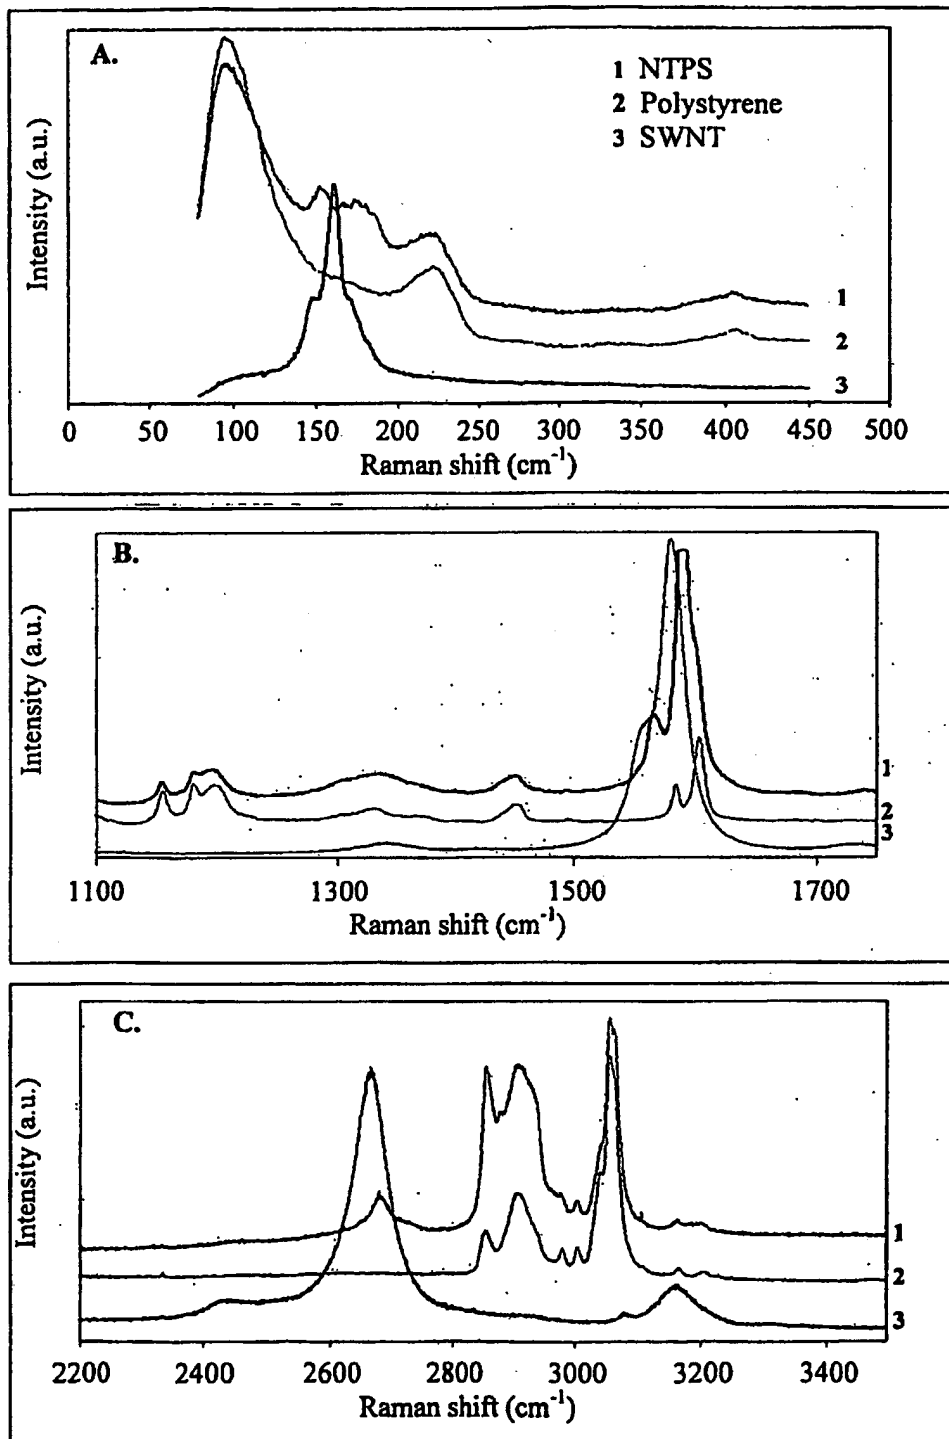 A.
1 NTPS
2 Polystyrene
3 SWNT
Intensity (a.u.)
1
2
3
0 50 100 150 200 250 300 350 400 450 500
Raman shift (cm⁻¹)
B.
Intensity (a.u.)
1
2
3
1100 1300 1500 1700
Raman shift (cm⁻¹)
C.
Intensity (a.u.)
1
2
3
2200 2400 2600 2800 3000 3200 3400
Raman shift (cm⁻¹)